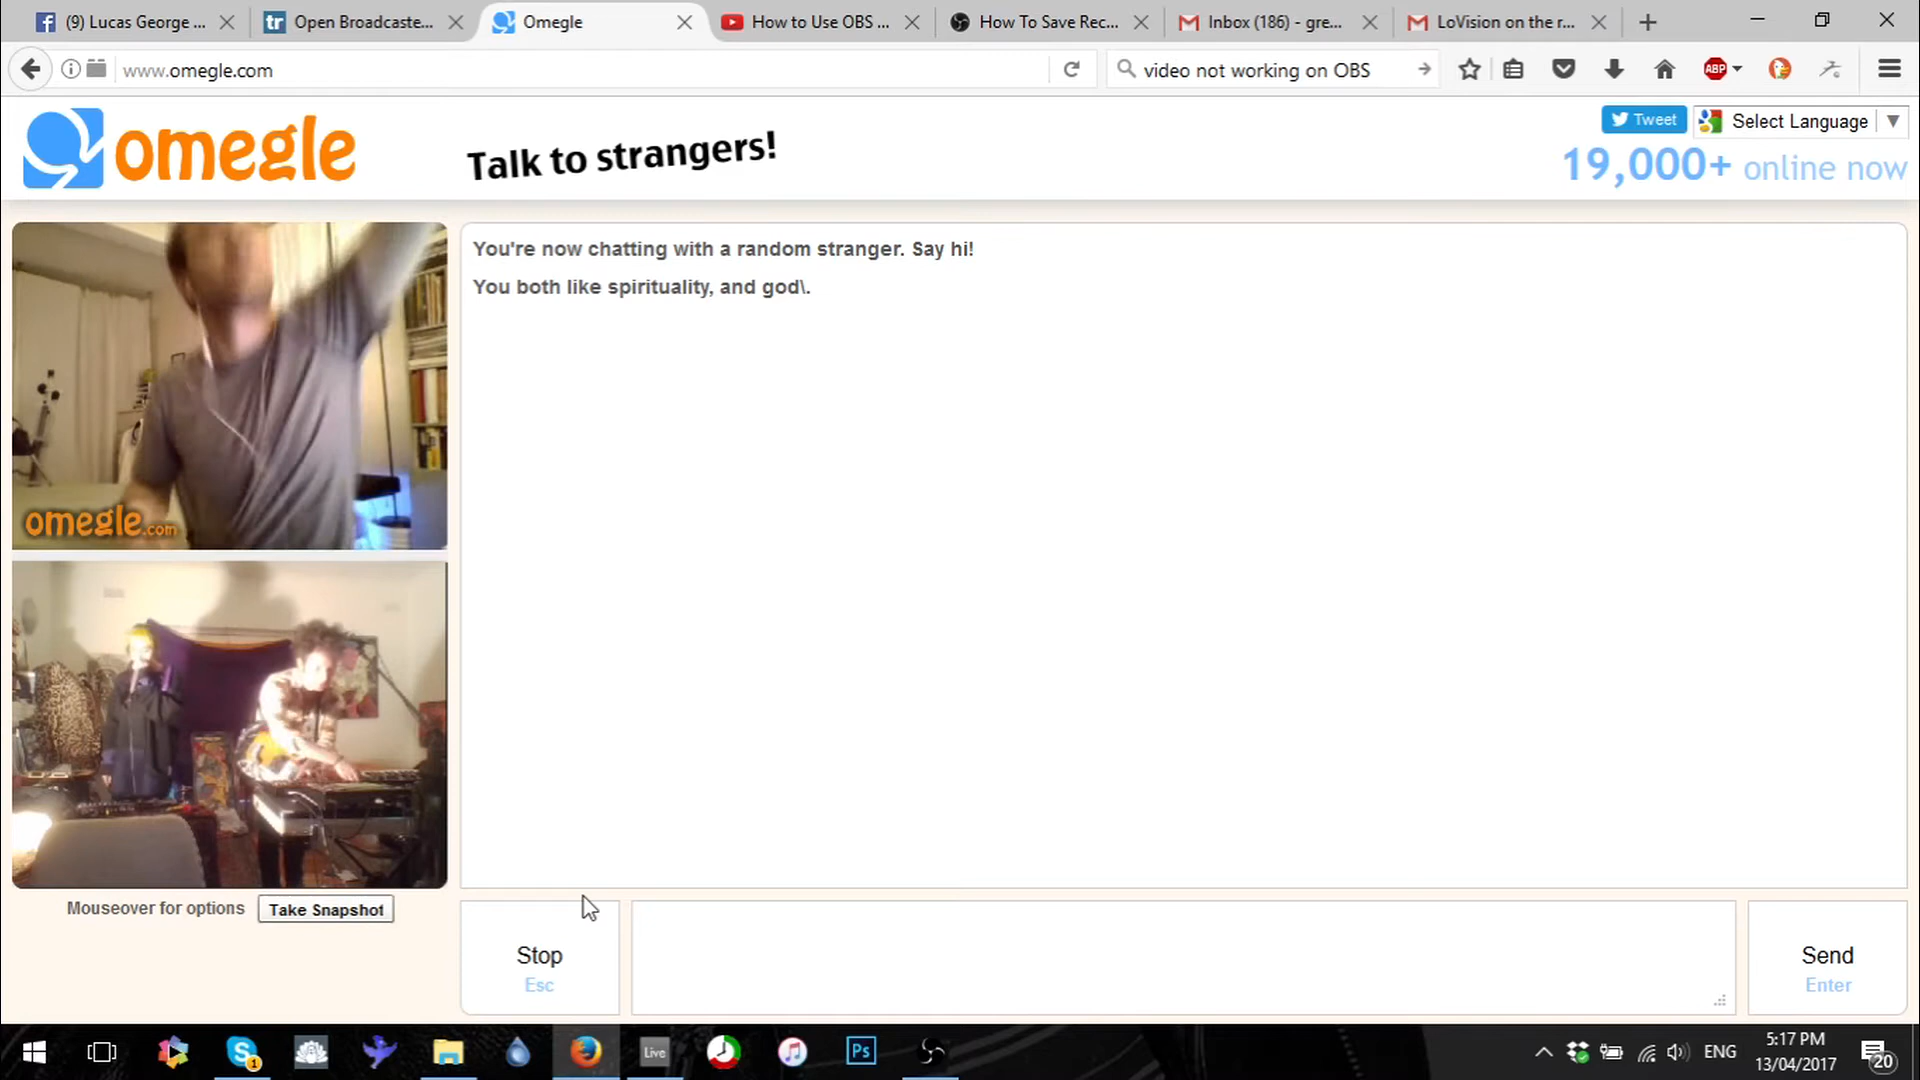 (9) Lucas George ...
Open Broadcaste...
Omegle
How to Use OBS ...
How To Save Rec...
Inbox (186) - gre...
LoVision on the r...
www.omegle.com
video not working on OBS
ABP
omegle
Talk to strangers!
Tweet
Select Language
19,000+ online now
You're now chatting with a random stranger. Say hi!
You both like spirituality, and god\.
omegle.com
Mouseover for options
Take Snapshot
Stop
Esc
Send
Enter
Live
Ps
ENG
5:17 PM
13/04/2017
20